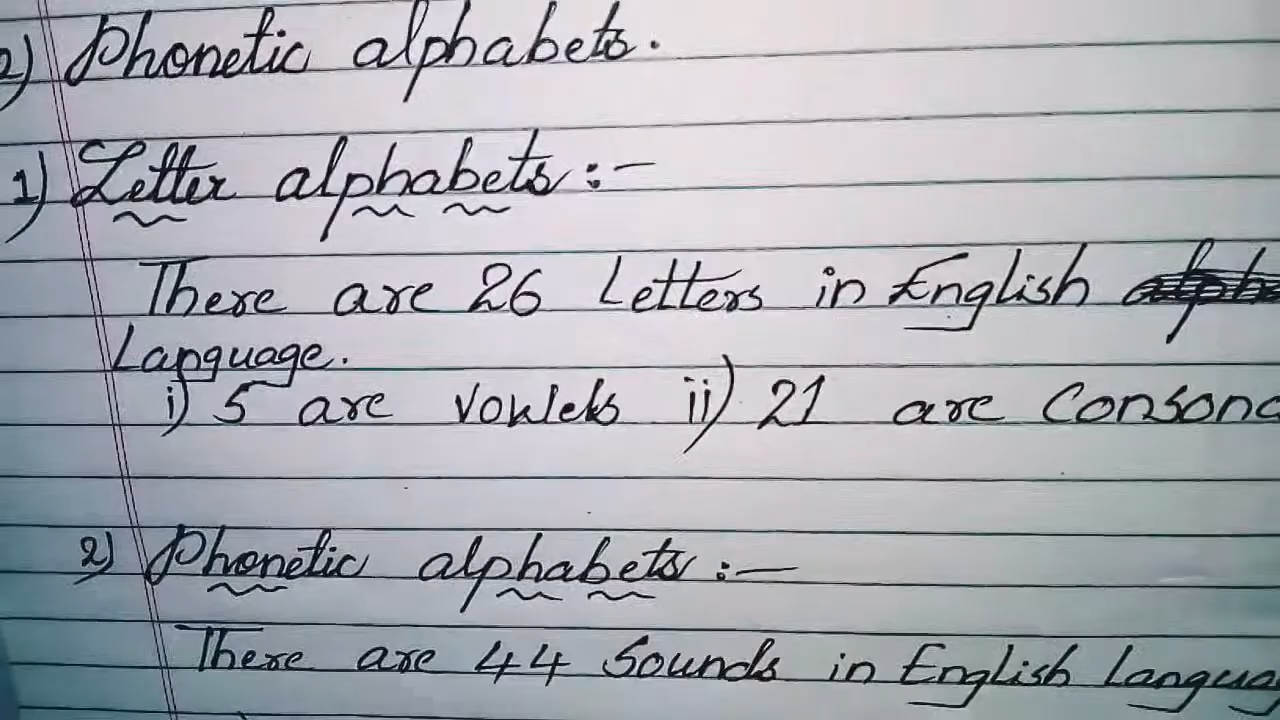 2) Phonetic alphabets.
1) Letter alphabets :-
There are 26 Letters in English
Language.
i) 5 are vowels ii) 21 are Consona
2) Phonetic alphabets :-
There are 44 Sounds in English Langua